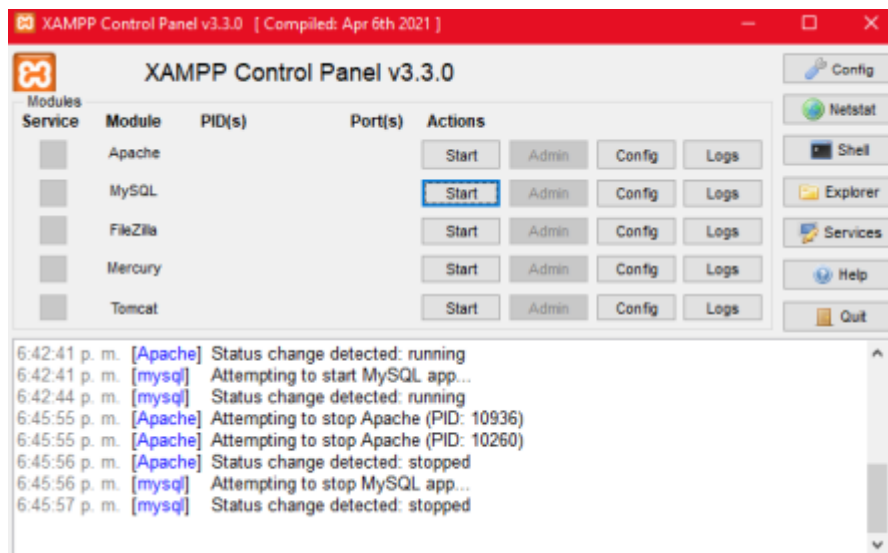 XAMPP Control Panel v3.3.0 [ Compiled: Apr 6th 2021 ]
XAMPP Control Panel v3.3.0
Config
Modules
Service Module PID(s) Port(s) Actions
Netstat
Apache Start Admin Config Logs
Shell
MySQL Start Admin Config Logs
Explorer
FileZilla Start Admin Config Logs
Services
Mercury Start Admin Config Logs
Help
Tomcat Start Admin Config Logs
Quit
6:42:41 p. m. [Apache] Status change detected: running
6:42:41 p. m. [mysql] Attempting to start MySQL app...
6:42:44 p. m. [mysql] Status change detected: running
6:45:55 p. m. [Apache] Attempting to stop Apache (PID: 10936)
6:45:55 p. m. [Apache] Attempting to stop Apache (PID: 10260)
6:45:56 p. m. [Apache] Status change detected: stopped
6:45:56 p. m. [mysql] Attempting to stop MySQL app...
6:45:57 p. m. [mysql] Status change detected: stopped